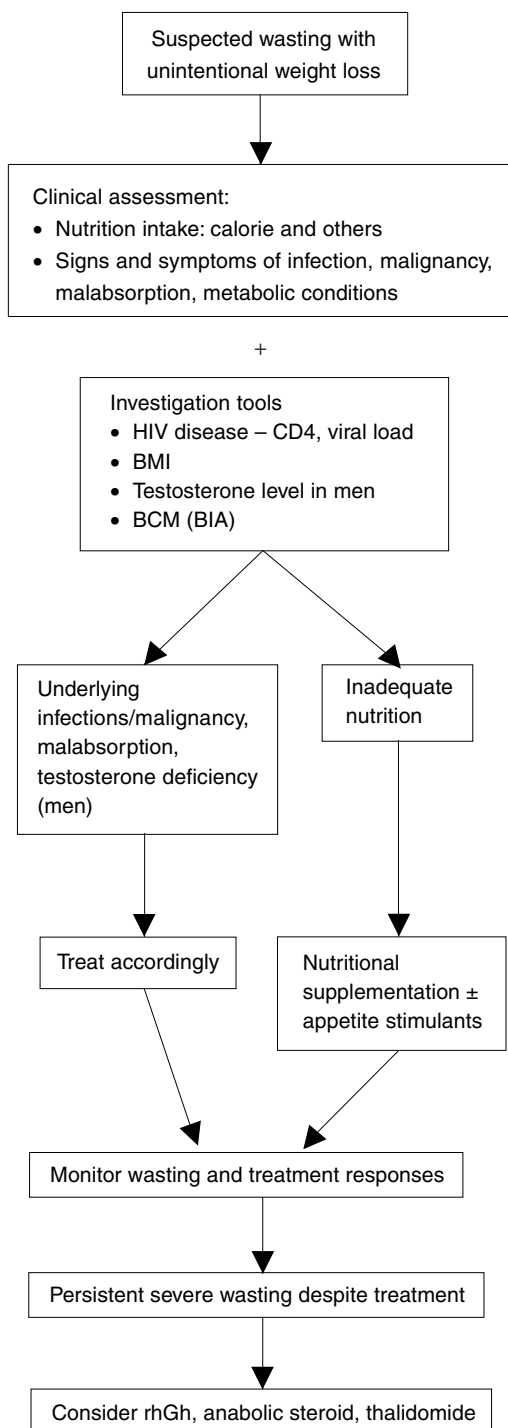 Suspected wasting with
unintentional weight loss
Clinical assessment:
• Nutrition intake: calorie and others
• Signs and symptoms of infection, malignancy,
malabsorption, metabolic conditions
+
Investigation tools
• HIV disease – CD4, viral load
• BMI
• Testosterone level in men
• BCM (BIA)
Underlying
infections/malignancy,
malabsorption,
testosterone deficiency
(men)
Inadequate
nutrition
Treat accordingly
Nutritional
supplementation ±
appetite stimulants
Monitor wasting and treatment responses
Persistent severe wasting despite treatment
Consider rhGh, anabolic steroid, thalidomide